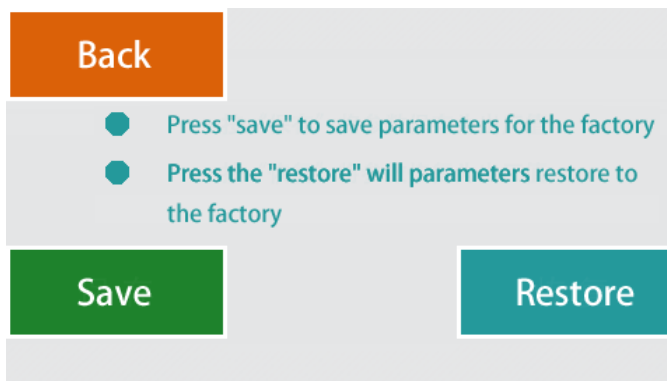 Back
Press "save" to save parameters for the factory
Press the "restore" will parameters restore to
the factory
Save
Restore